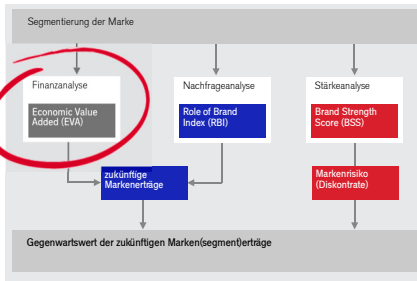 Segmentierung der Marke
Finanzanalyse
Economic Value
Added (EVA)
Nachfrageanalyse
Role of Brand
Index (RBI)
Stärkeanalyse
Brand Strength
Score (BSS)
zukünftige
Markenerträge
Markenrisiko
(Diskontrate)
Gegenwartswert der zukünftigen Marken(segment)erträge